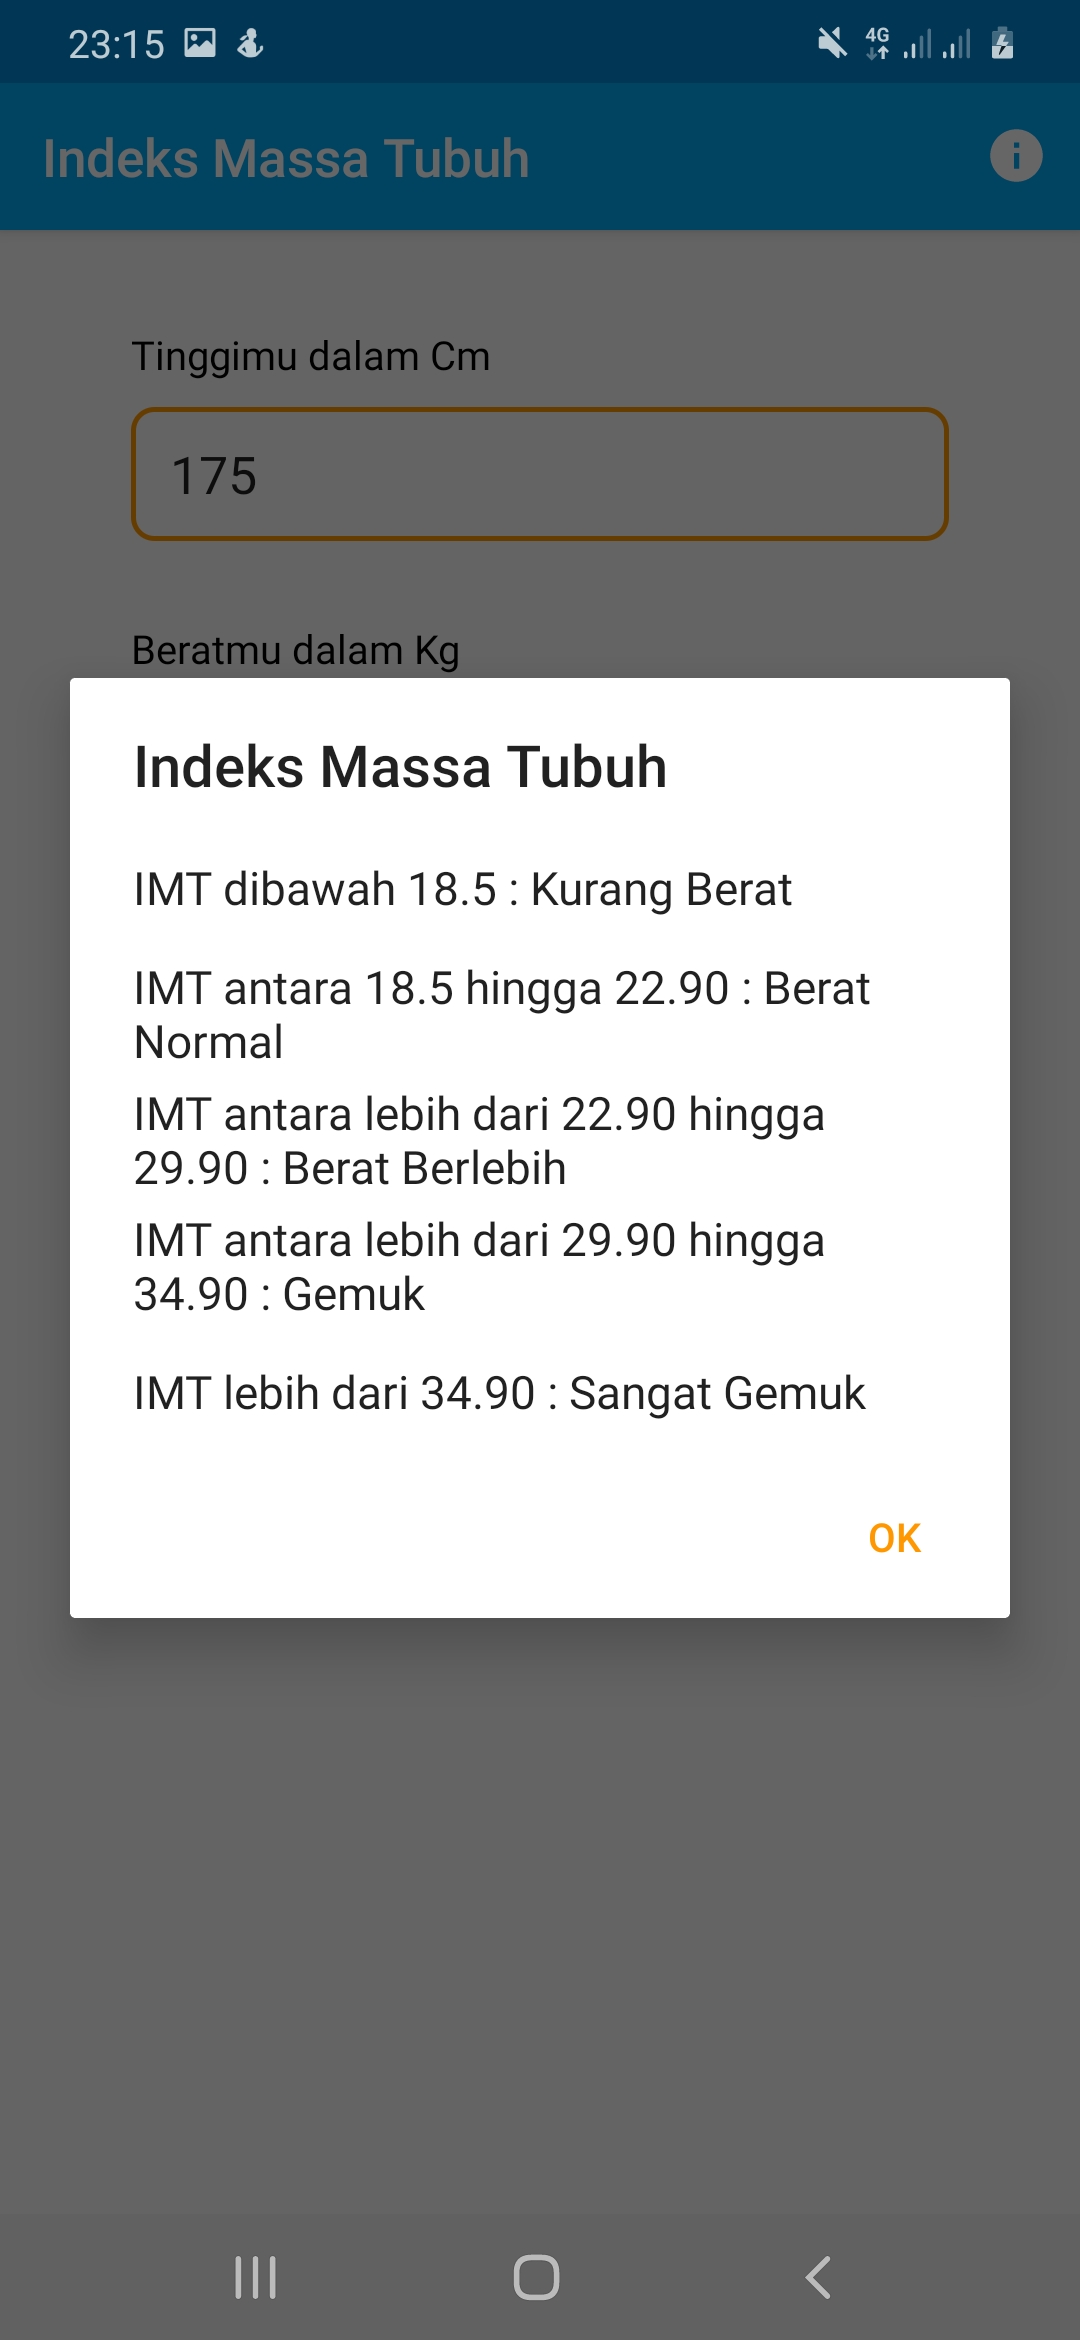 23:15
4G
Indeks Massa Tubuh
Tinggimu dalam Cm
175
Beratmu dalam Kg
Indeks Massa Tubuh
IMT dibawah 18.5 : Kurang Berat
IMT antara 18.5 hingga 22.90 : Berat
Normal
IMT antara lebih dari 22.90 hingga
29.90 : Berat Berlebih
IMT antara lebih dari 29.90 hingga
34.90 : Gemuk
IMT lebih dari 34.90 : Sangat Gemuk
OK